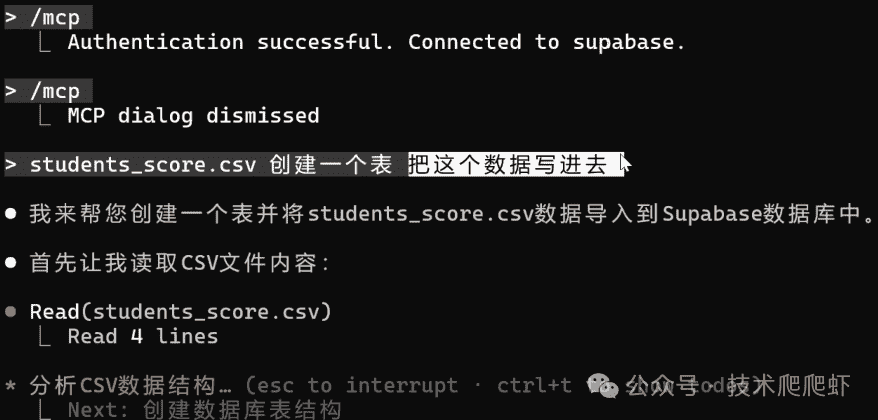 > /mcp
⎿ Authentication successful. Connected to supabase.
> /mcp
⎿ MCP dialog dismissed
> students_score.csv 创建一个表 把这个数据写进去
● 我来帮您创建一个表并将students_score.csv数据导入到Supabase数据库中。
● 首先让我读取CSV文件内容：
● Read(students_score.csv)
⎿ Read 4 lines
* 分析CSV数据结构… (esc to interrupt · ctrl+t
公众号 · 技术爬爬虾
⎿ Next: 创建数据库表结构